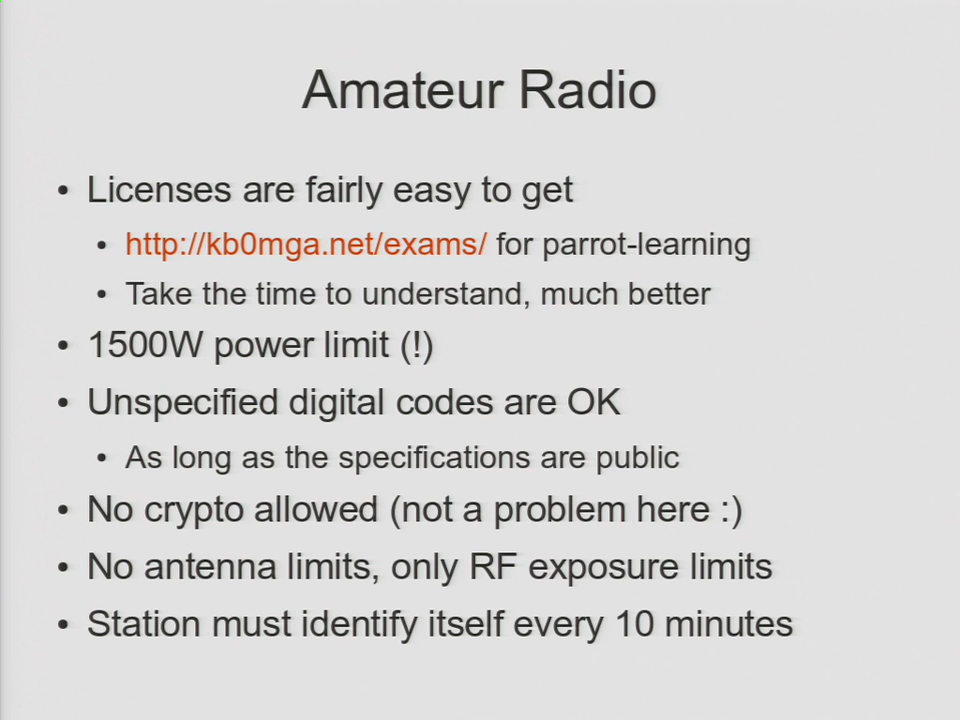 Amateur Radio
• Licenses are fairly easy to get
• http://kb0mga.net/exams/ for parrot-learning
• Take the time to understand, much better
• 1500W power limit (!)
• Unspecified digital codes are OK
• As long as the specifications are public
• No crypto allowed (not a problem here :)
• No antenna limits, only RF exposure limits
• Station must identify itself every 10 minutes